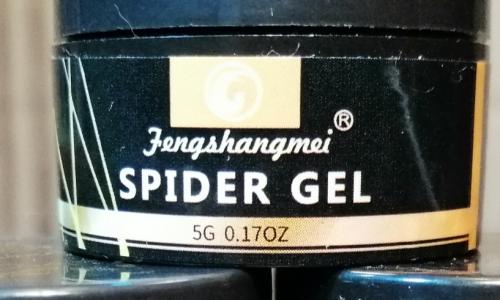 Fengshangmei®
SPIDER GEL
5G 0.17OZ